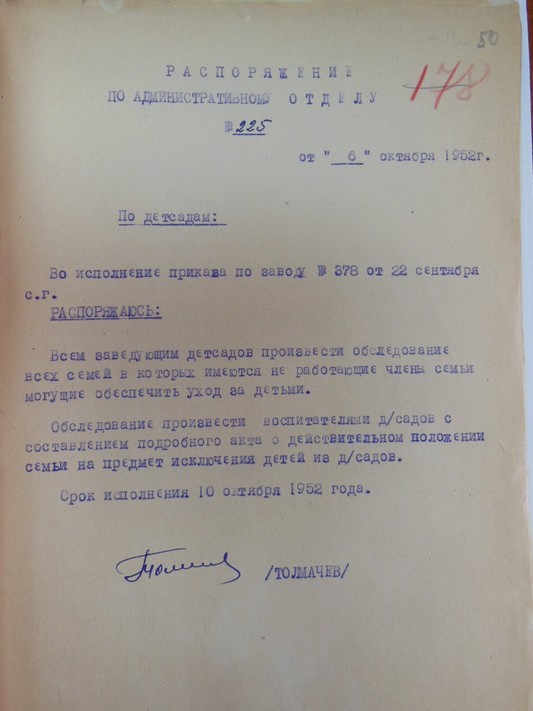 50
178
Р А С П О Р Я Ж Е Н И Е
ПО АДМИНИСТРАТИВНОМУ О Т Д Е Л У
№ 225
от " 6 " октября 1952г.
По детсадам:
Во исполнение приказа по заводу № 378 от 22 сентября
с.г.
РАСПОРЯЖАЮСЬ:
Всем заведующим детсадов произвести обследование
всех семей в которых имеются не работающие члены семьи
могущие обеспечить уход за детьми.
Обследование произвести воспитателями д/садов с
составлением подробного акта о действительном положении
семьи на предмет исключения детей из д/садов.
Срок исполнения 10 октября 1952 года.
/ТОЛМАЧЕВ/